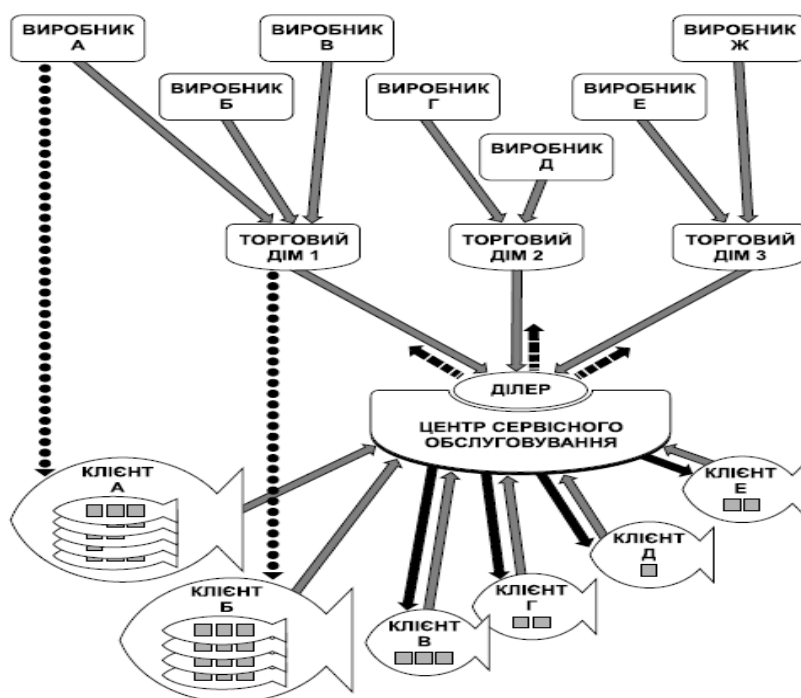 ВИРОБНИК
А
ВИРОБНИК
В
ВИРОБНИК
Ж
ВИРОБНИК
Б
ВИРОБНИК
Г
ВИРОБНИК
Е
ВИРОБНИК
Д
ТОРГОВИЙ
ДІМ 1
ТОРГОВИЙ
ДІМ 2
ТОРГОВИЙ
ДІМ 3
ДІЛЕР
ЦЕНТР СЕРВІСНОГО
ОБСЛУГОВУВАННЯ
КЛІЄНТ
А
КЛІЄНТ
Е
КЛІЄНТ
Д
КЛІЄНТ
Б
КЛІЄНТ
Г
КЛІЄНТ
В